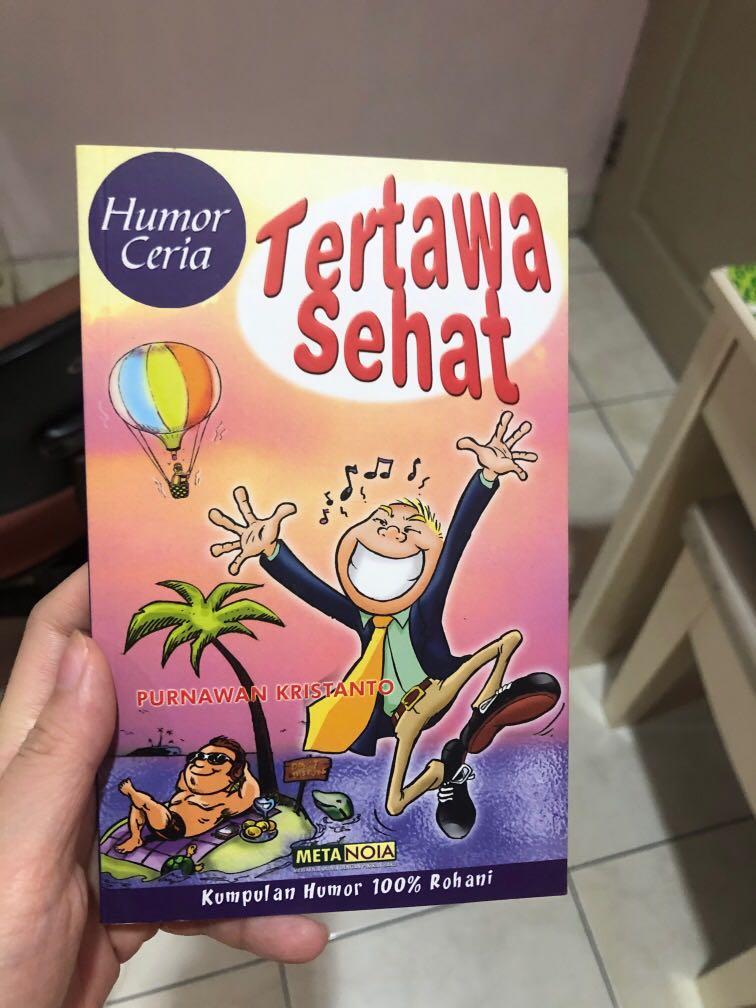 Humor
Ceria
Tertawa
Sehat
PURNAWAN KRISTANTO
METANOIA
Kumpulan Humor 100% Rohani